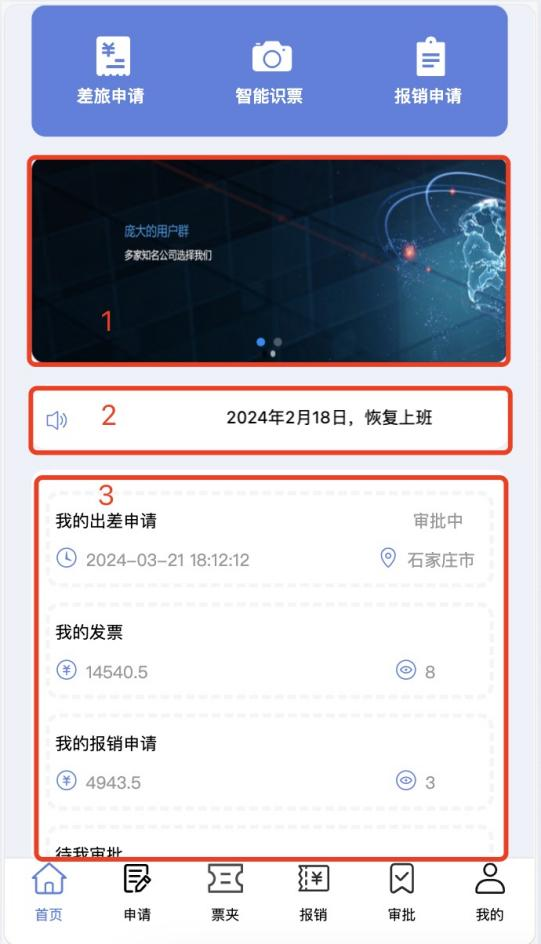 差旅申请 智能识票 报销申请
庞大的用户群
多家知名公司选择我们
1
2 2024年2月18日，恢复上班
3
我的出差申请 审批中
2024-03-21 18:12:12 石家庄市
我的发票
¥ 14540.5 8
我的报销申请
¥ 4943.5 3
待我审批
首页 申请 票夹 报销 审批 我的